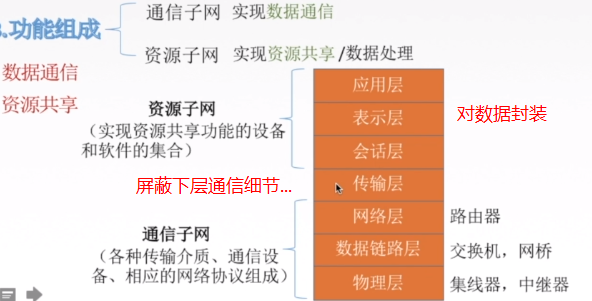 3.功能组成
通信子网 实现数据通信
资源子网 实现资源共享/数据处理
数据通信
资源共享
资源子网
(实现资源共享功能的设备
和软件的集合)
应用层
表示层
对数据封装
会话层
屏蔽下层通信细节...
传输层
通信子网
(各种传输介质、通信设
备、相应的网络协议组成)
网络层 路由器
数据链路层 交换机，网桥
物理层 集线器，中继器